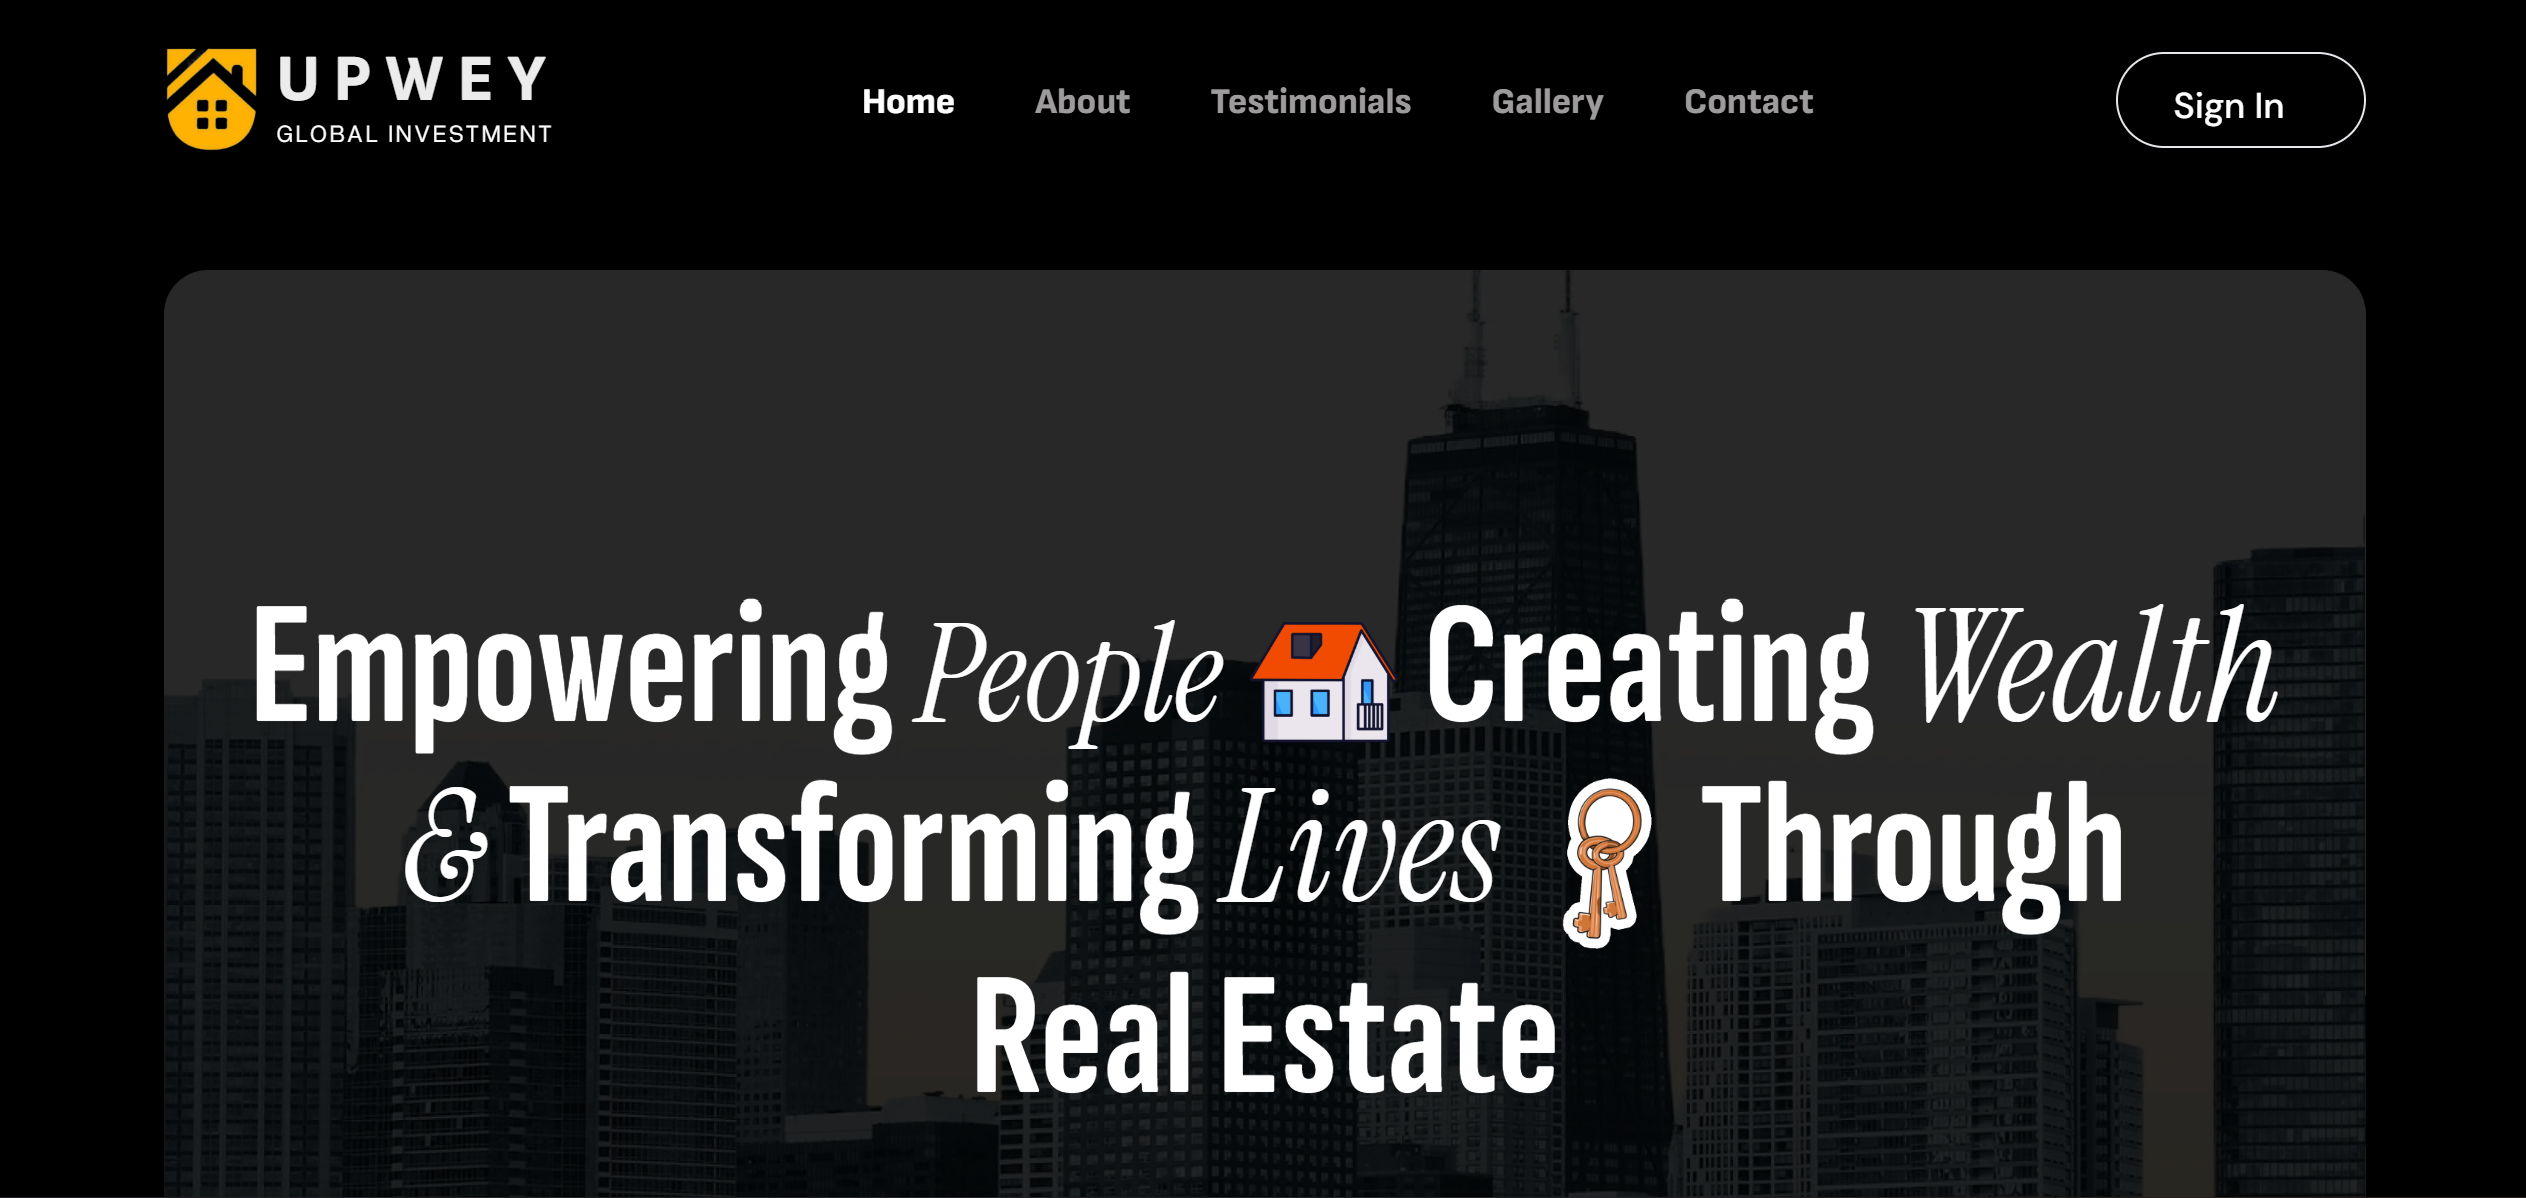 UPWEY
GLOBAL INVESTMENT
Home About Testimonials Gallery Contact
Sign In
Empowering People Creating Wealth
& Transforming Lives Through
Real Estate